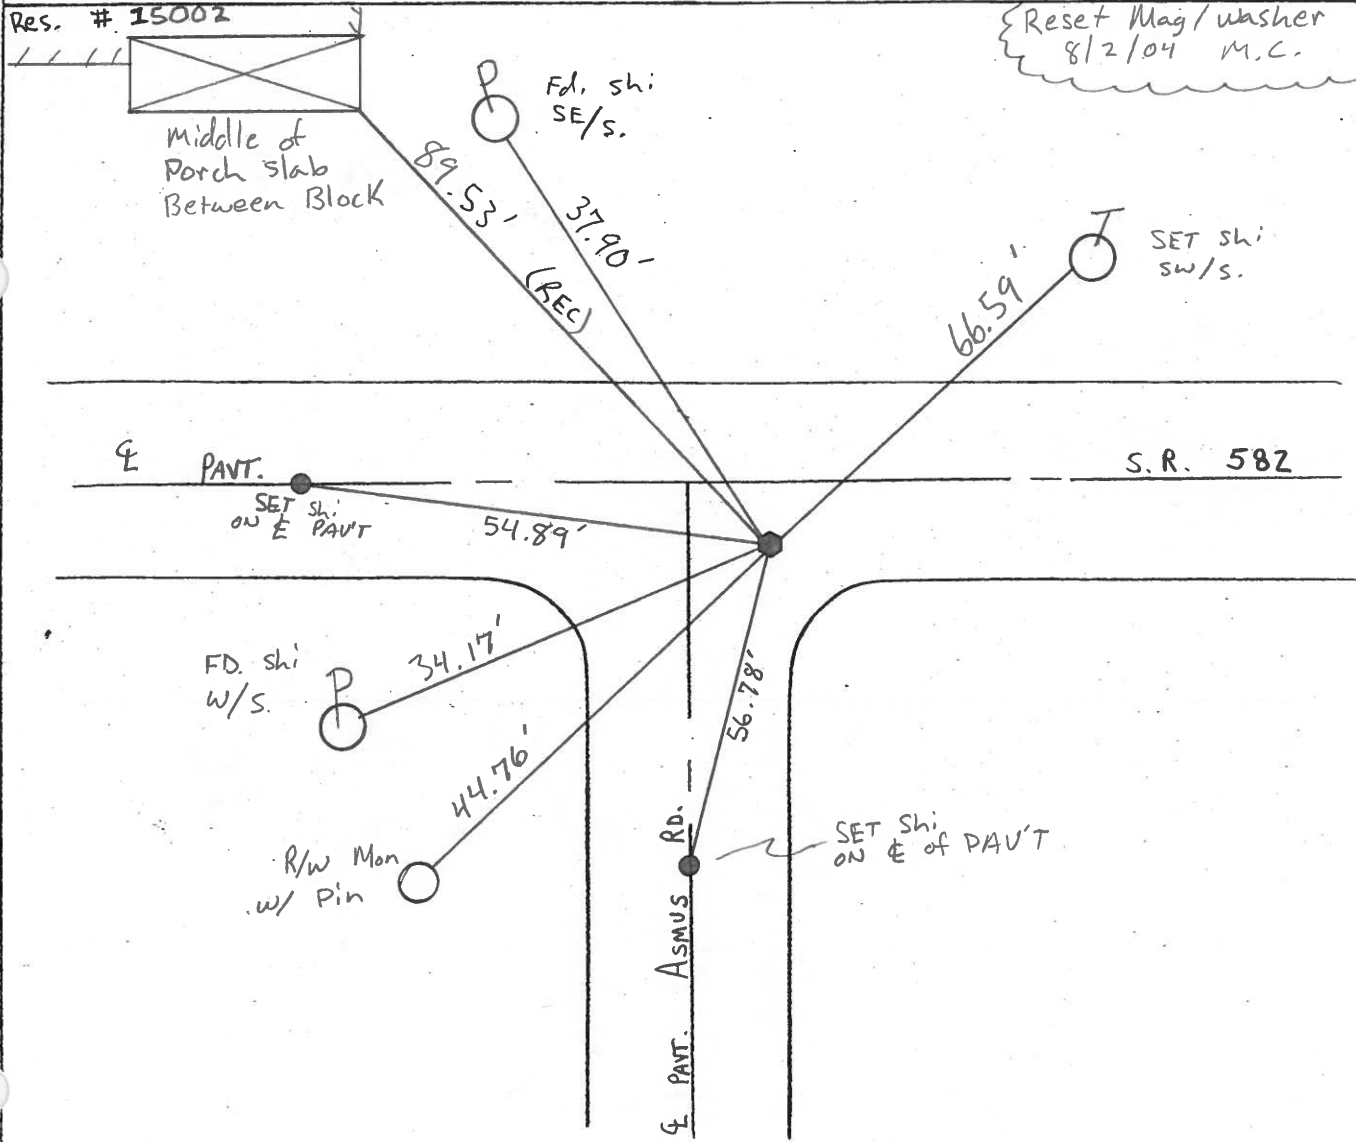 Res. # 15002
Reset Mag/washer
8/2/04 M.C.
P
Fd. shi
SE/S.
Middle of
Porch slab
Between Block
89.53' (REC)
37.90'
T
SET shi
SW/S.
66.59'
℄ PAVT.
S.R. 582
SET shi
ON ℄ PAV'T
54.89'
FD. shi
W/S.
P
34.17'
56.78'
44.76'
R/W Mon
w/ Pin
SET shi
ON ℄ of PAV'T
℄ PAVT. ASMUS RD.